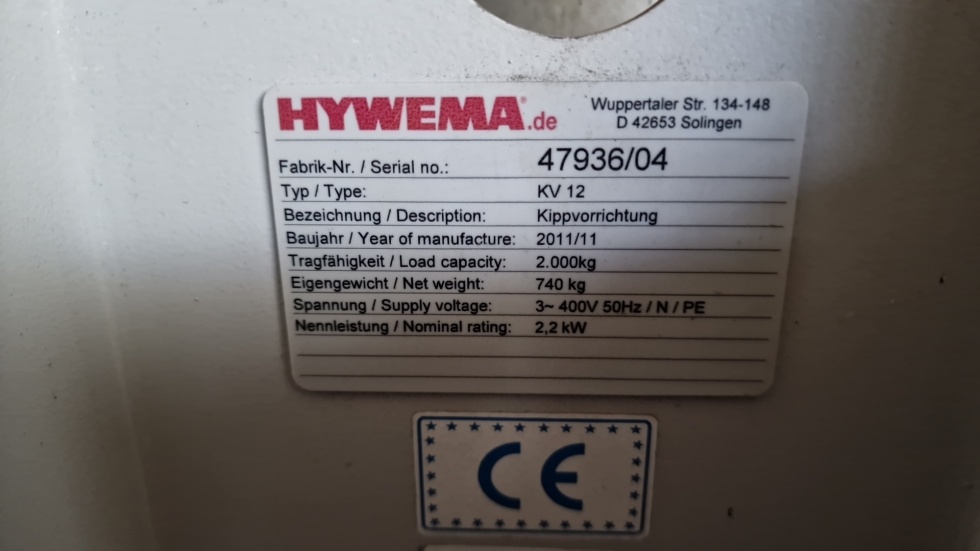 HYWEMA.de
Wuppertaler Str. 134-148
D 42653 Solingen
Fabrik-Nr. / Serial no.: 47936/04
Typ / Type: KV 12
Bezeichnung / Description: Kippvorrichtung
Baujahr / Year of manufacture: 2011/11
Tragfähigkeit / Load capacity: 2.000kg
Eigengewicht / Net weight: 740 kg
Spannung / Supply voltage: 3~ 400V 50Hz / N / PE
Nennleistung / Nominal rating: 2,2 kW
CE